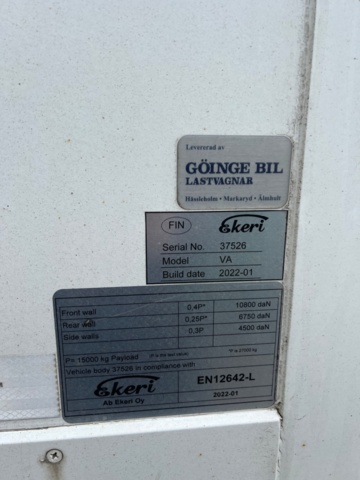 Levererad av
GÖINGE BIL
LASTVAGNAR
Hässleholm - Markaryd - Älmhult
FIN Ekeri
Serial No. 37526
Model VA
Build date 2022-01
Front wall 0,4P* 10800 daN
Rear wall 0,25P* 6750 daN
Side walls 0,3P 4500 daN
P= 15000 kg Payload
Vehicle body 37526 in compliance with
Ekeri EN12642-L
Ab Ekeri Oy 2022-01